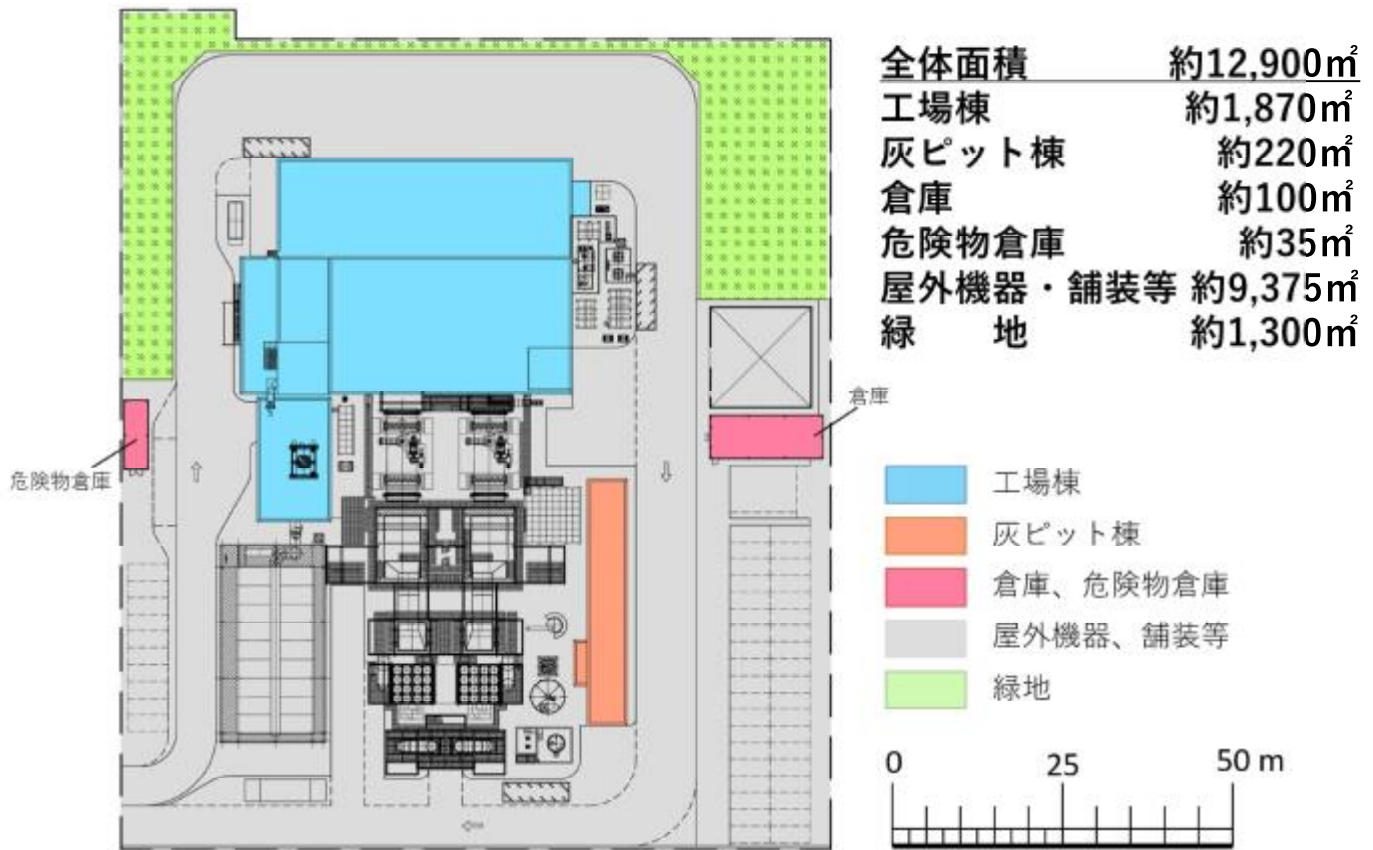 全体面積 約12,900㎡
工場棟 約1,870㎡
灰ピット棟 約220㎡
倉庫 約100㎡
危険物倉庫 約35㎡
屋外機器・舗装等 約9,375㎡
緑　地 約1,300㎡
倉庫
危険物倉庫
工場棟
灰ピット棟
倉庫、危険物倉庫
屋外機器、舗装等
緑地
0 25 50 m